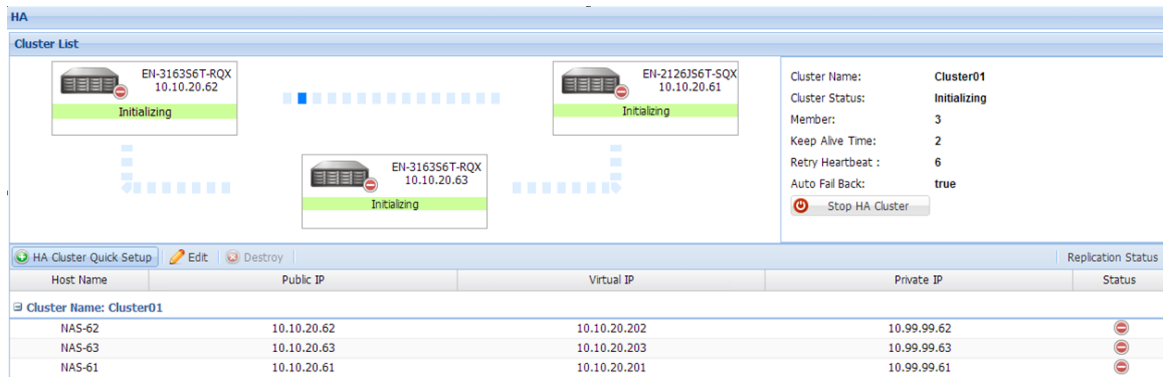 HA
Cluster List
EN-3163S6T-RQX
10.10.20.62
Initializing
EN-2126JS6T-SQX
10.10.20.61
Initializing
EN-3163S6T-RQX
10.10.20.63
Initializing
Cluster Name: Cluster01
Cluster Status: Initializing
Member: 3
Keep Alive Time: 2
Retry Heartbeat : 6
Auto Fail Back: true
Stop HA Cluster
HA Cluster Quick Setup Edit Destroy Replication Status
Host Name Public IP Virtual IP Private IP Status
Cluster Name: Cluster01
NAS-62 10.10.20.62 10.10.20.202 10.99.99.62
NAS-63 10.10.20.63 10.10.20.203 10.99.99.63
NAS-61 10.10.20.61 10.10.20.201 10.99.99.61